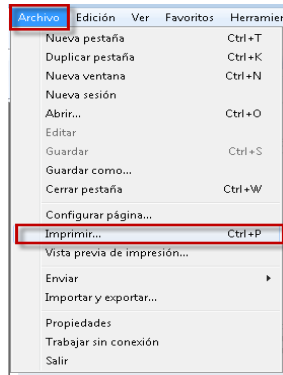 Archivo Edición Ver Favoritos Herramie
Nueva pestaña Ctrl+T
Duplicar pestaña Ctrl+K
Nueva ventana Ctrl+N
Nueva sesión
Abrir... Ctrl+O
Editar
Guardar Ctrl+S
Guardar como...
Cerrar pestaña Ctrl+W
Configurar página...
Imprimir... Ctrl+P
Vista previa de impresión...
Enviar
Importar y exportar...
Propiedades
Trabajar sin conexión
Salir